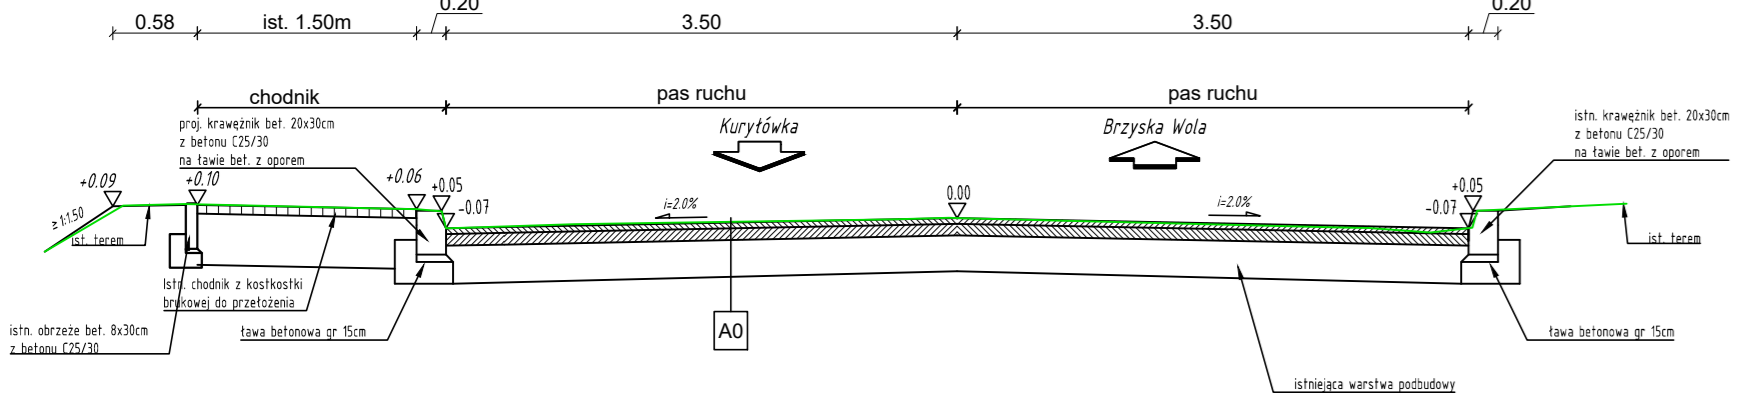 0.20
0.20
0.58
ist. 1.50m
3.50
3.50
chodnik
pas ruchu
pas ruchu
proj. krawężnik bet. 20x30cm
z betonu C25/30
na ławie bet. z oporem
Kuryłówka
Brzyska Wola
istn. krawężnik bet. 20x30cm
z betonu C25/30
na ławie bet. z oporem
+0.09
+0.10
+0.06
+0.05
-0.07
0.00
+0.05
-0.07
≥ 1:1.50
i=2.0%
i=2.0%
ist. terem
ist. terem
Istn. chodnik z kostkostki
brukowej do przełożenia
istn. obrzeże bet. 8x30cm
z betonu C25/30
ława betonowa gr 15cm
A0
ława betonowa gr 15cm
istniejąca warstwa podbudowy